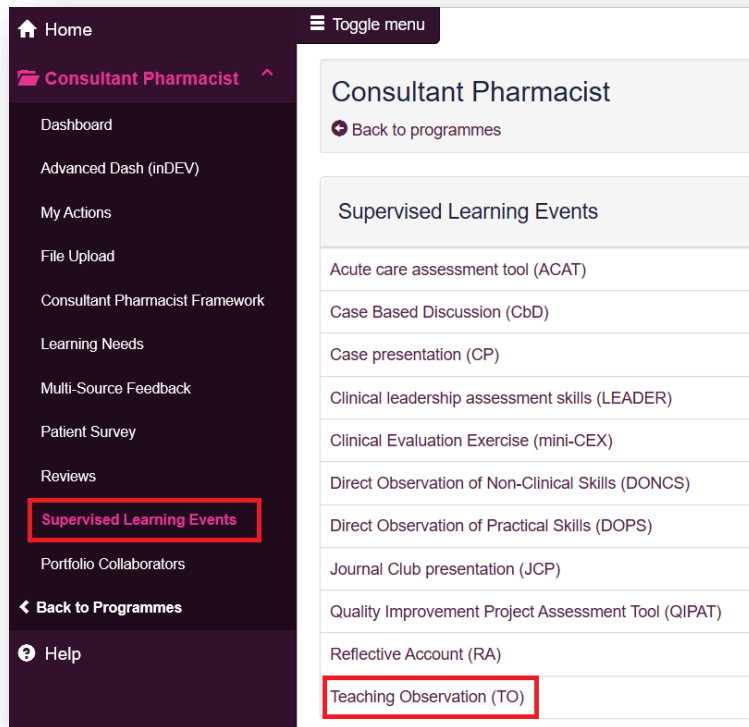 Home
Consultant Pharmacist
Dashboard
Advanced Dash (inDEV)
My Actions
File Upload
Consultant Pharmacist Framework
Learning Needs
Multi-Source Feedback
Patient Survey
Reviews
Supervised Learning Events
Portfolio Collaborators
Back to Programmes
Help
Toggle menu
Consultant Pharmacist
Back to programmes
Supervised Learning Events
Acute care assessment tool (ACAT)
Case Based Discussion (CbD)
Case presentation (CP)
Clinical leadership assessment skills (LEADER)
Clinical Evaluation Exercise (mini-CEX)
Direct Observation of Non-Clinical Skills (DONCS)
Direct Observation of Practical Skills (DOPS)
Journal Club presentation (JCP)
Quality Improvement Project Assessment Tool (QIPAT)
Reflective Account (RA)
Teaching Observation (TO)